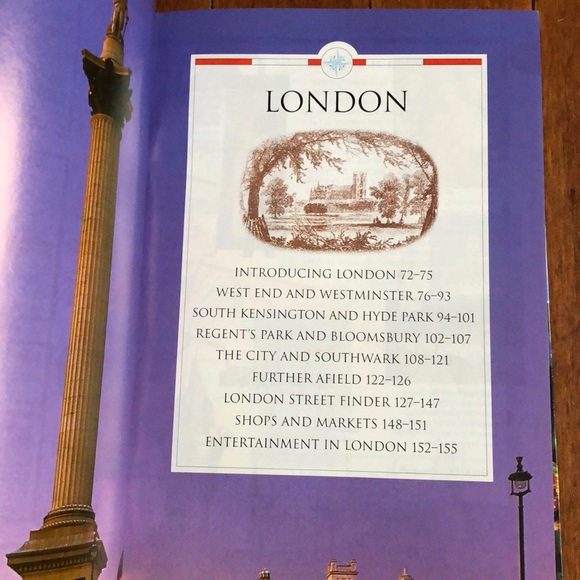 LONDON
INTRODUCING LONDON 72–75
WEST END AND WESTMINSTER 76–93
SOUTH KENSINGTON AND HYDE PARK 94–101
REGENT'S PARK AND BLOOMSBURY 102–107
THE CITY AND SOUTHWARK 108–121
FURTHER AFIELD 122–126
LONDON STREET FINDER 127–147
SHOPS AND MARKETS 148–151
ENTERTAINMENT IN LONDON 152–155